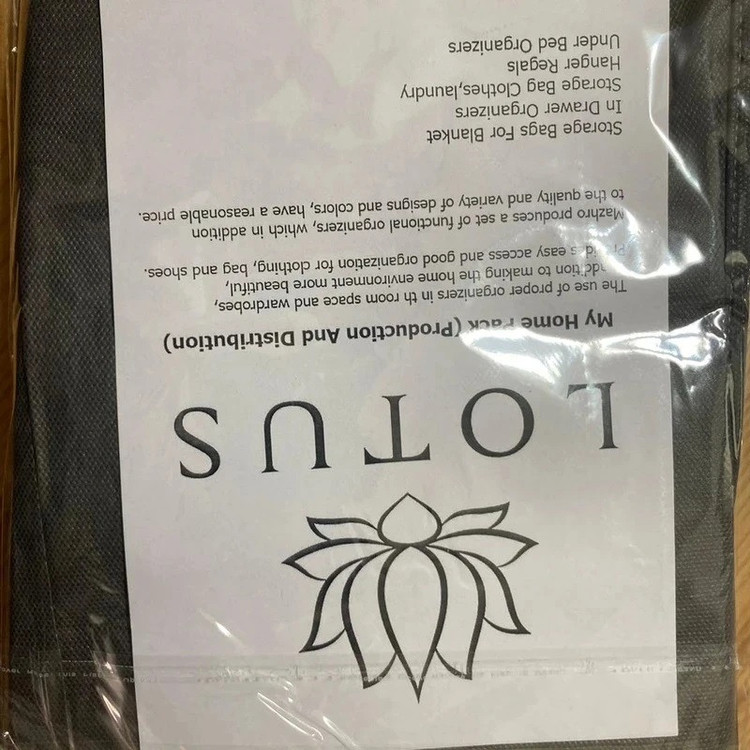 LOTUS
My Home Pack (Production And Distribution)
The use of proper organizers in th room space and wardrobes,
addition to making the home environment more beautiful,
easy access and good organization for clothing, bag and shoes.
Mazhro produces a set of functional organizers, which in addition
to the quality and variety of designs and colors, have a reasonable price.
Storage Bags For Blanket
In Drawer Organizers
Storage Bag Clothes,laundry
Hanger Regals
Under Bed Organizers